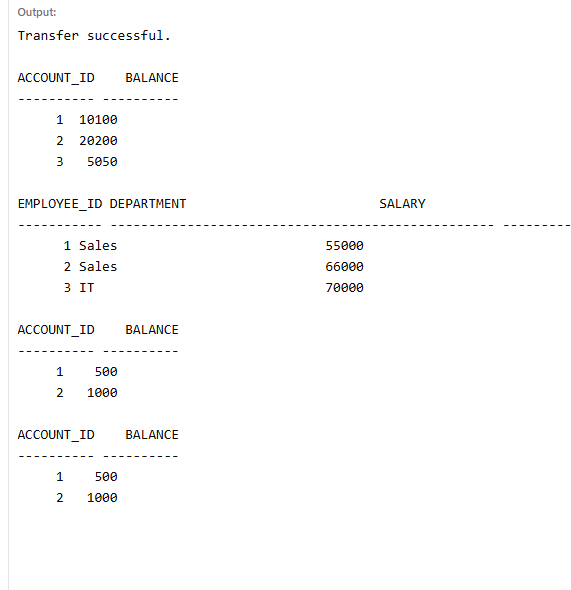 Output:
Transfer successful.
ACCOUNT_ID    BALANCE
---------- ----------
     1  10100
     2  20200
     3   5050
EMPLOYEE_ID DEPARTMENT                         SALARY
----------- -------------------------------------------------- ---------
      1 Sales                           55000
      2 Sales                           66000
      3 IT                              70000
ACCOUNT_ID    BALANCE
---------- ----------
     1    500
     2   1000
ACCOUNT_ID    BALANCE
---------- ----------
     1    500
     2   1000